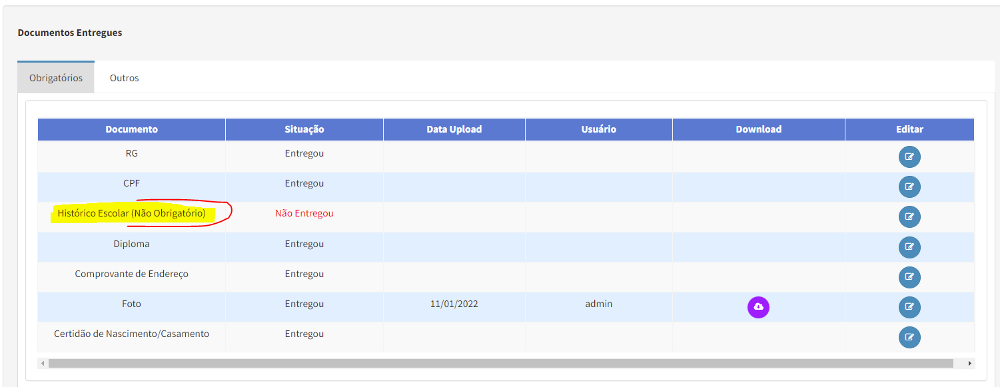 Documentos Entregues
Obrigatórios Outros
Documento Situação Data Upload Usuário Download Editar
RG Entregou
CPF Entregou
Histórico Escolar (Não Obrigatório) Não Entregou
Diploma Entregou
Comprovante de Endereço Entregou
Foto Entregou 11/01/2022 admin
Certidão de Nascimento/Casamento Entregou